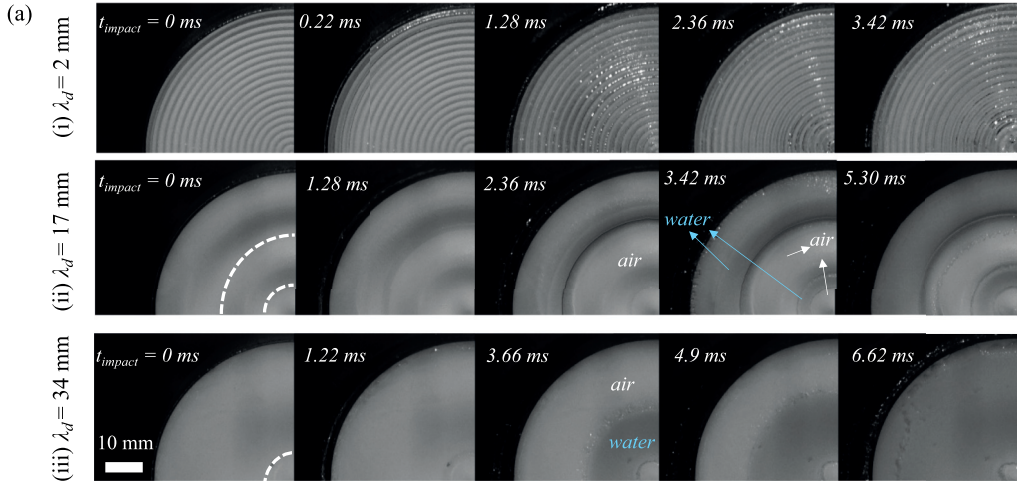 (a)
(i) λd = 2 mm
timpact = 0 ms
0.22 ms
1.28 ms
2.36 ms
3.42 ms
(ii) λd = 17 mm
timpact = 0 ms
1.28 ms
2.36 ms
air
3.42 ms
water
air
5.30 ms
(iii) λd = 34 mm
timpact = 0 ms
10 mm
1.22 ms
3.66 ms
air
water
4.9 ms
6.62 ms